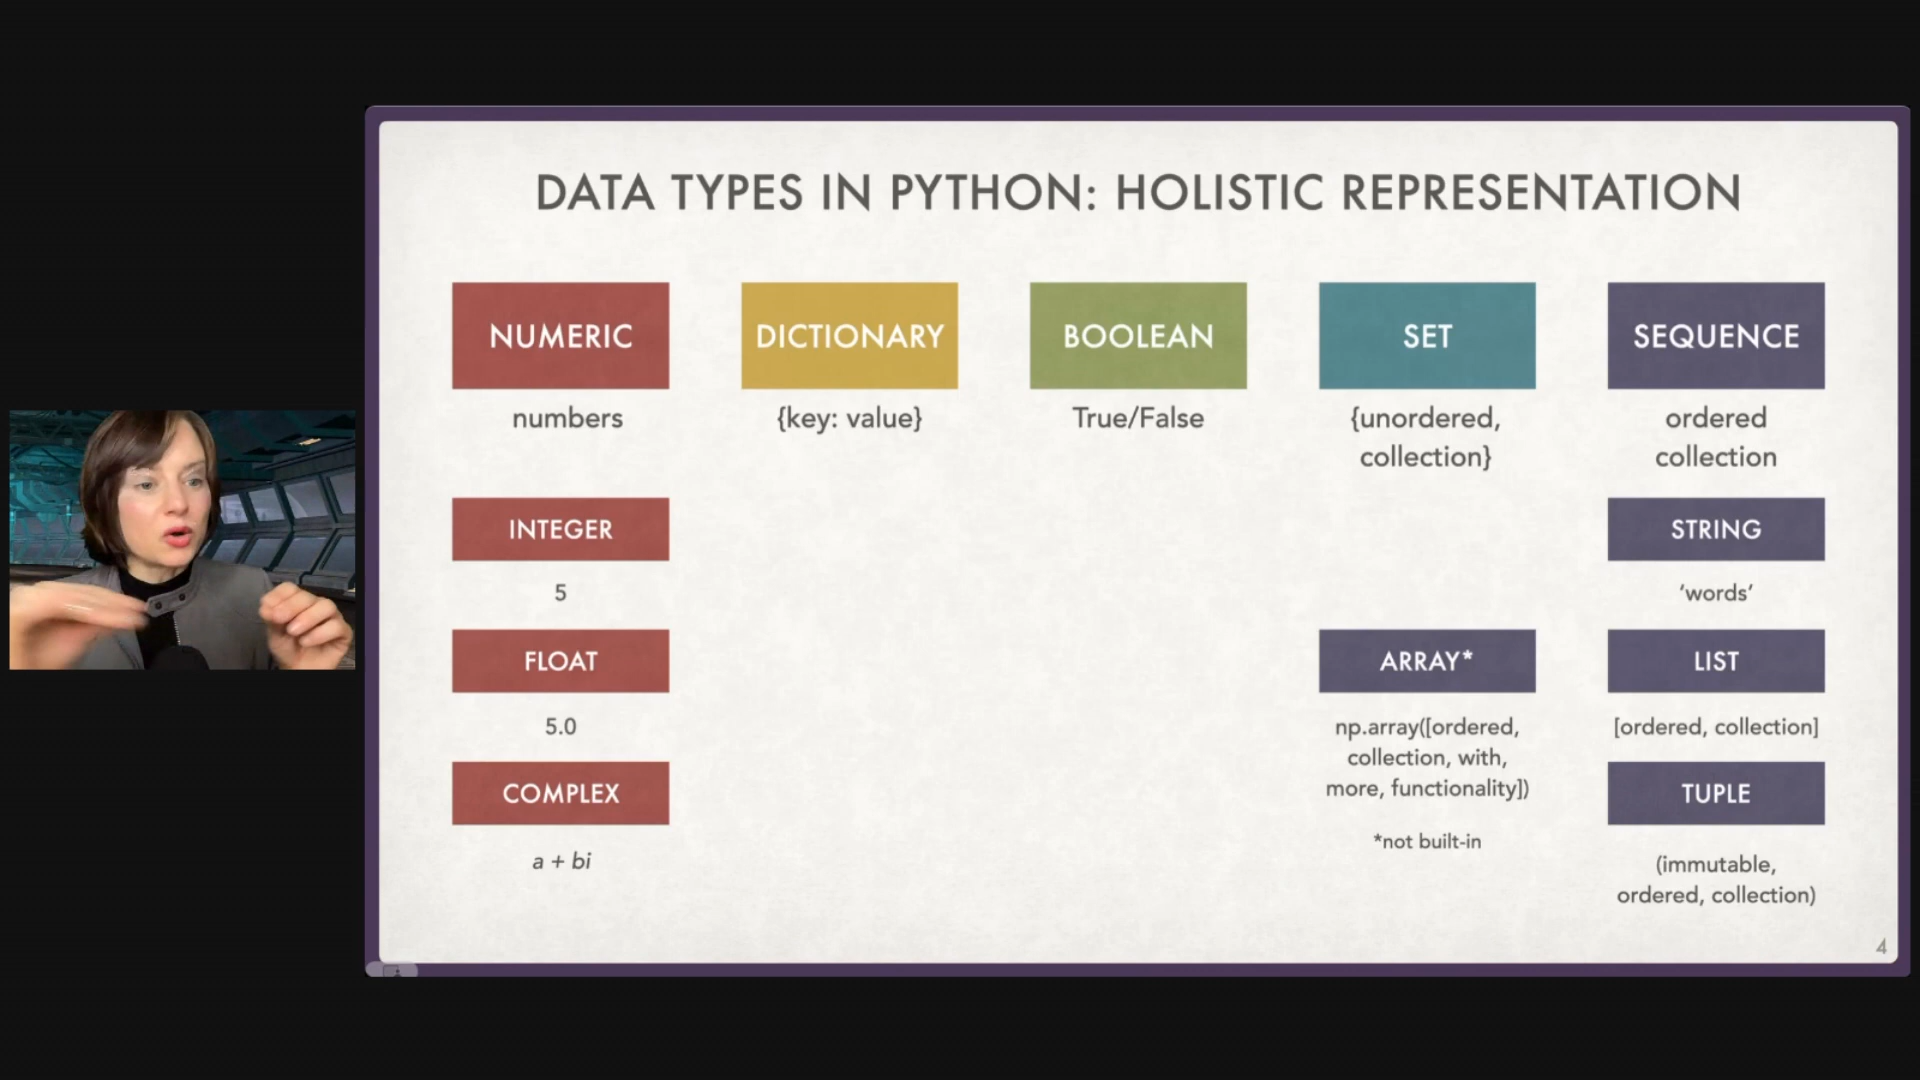 DATA TYPES IN PYTHON: HOLISTIC REPRESENTATION
NUMERIC
numbers
INTEGER
5
FLOAT
5.0
COMPLEX
a + bi
DICTIONARY
{key: value}
BOOLEAN
True/False
SET
{unordered,
collection}
ARRAY*
np.array([ordered,
collection, with,
more, functionality])
*not built-in
SEQUENCE
ordered
collection
STRING
‘words’
LIST
[ordered, collection]
TUPLE
(immutable,
ordered, collection)
4